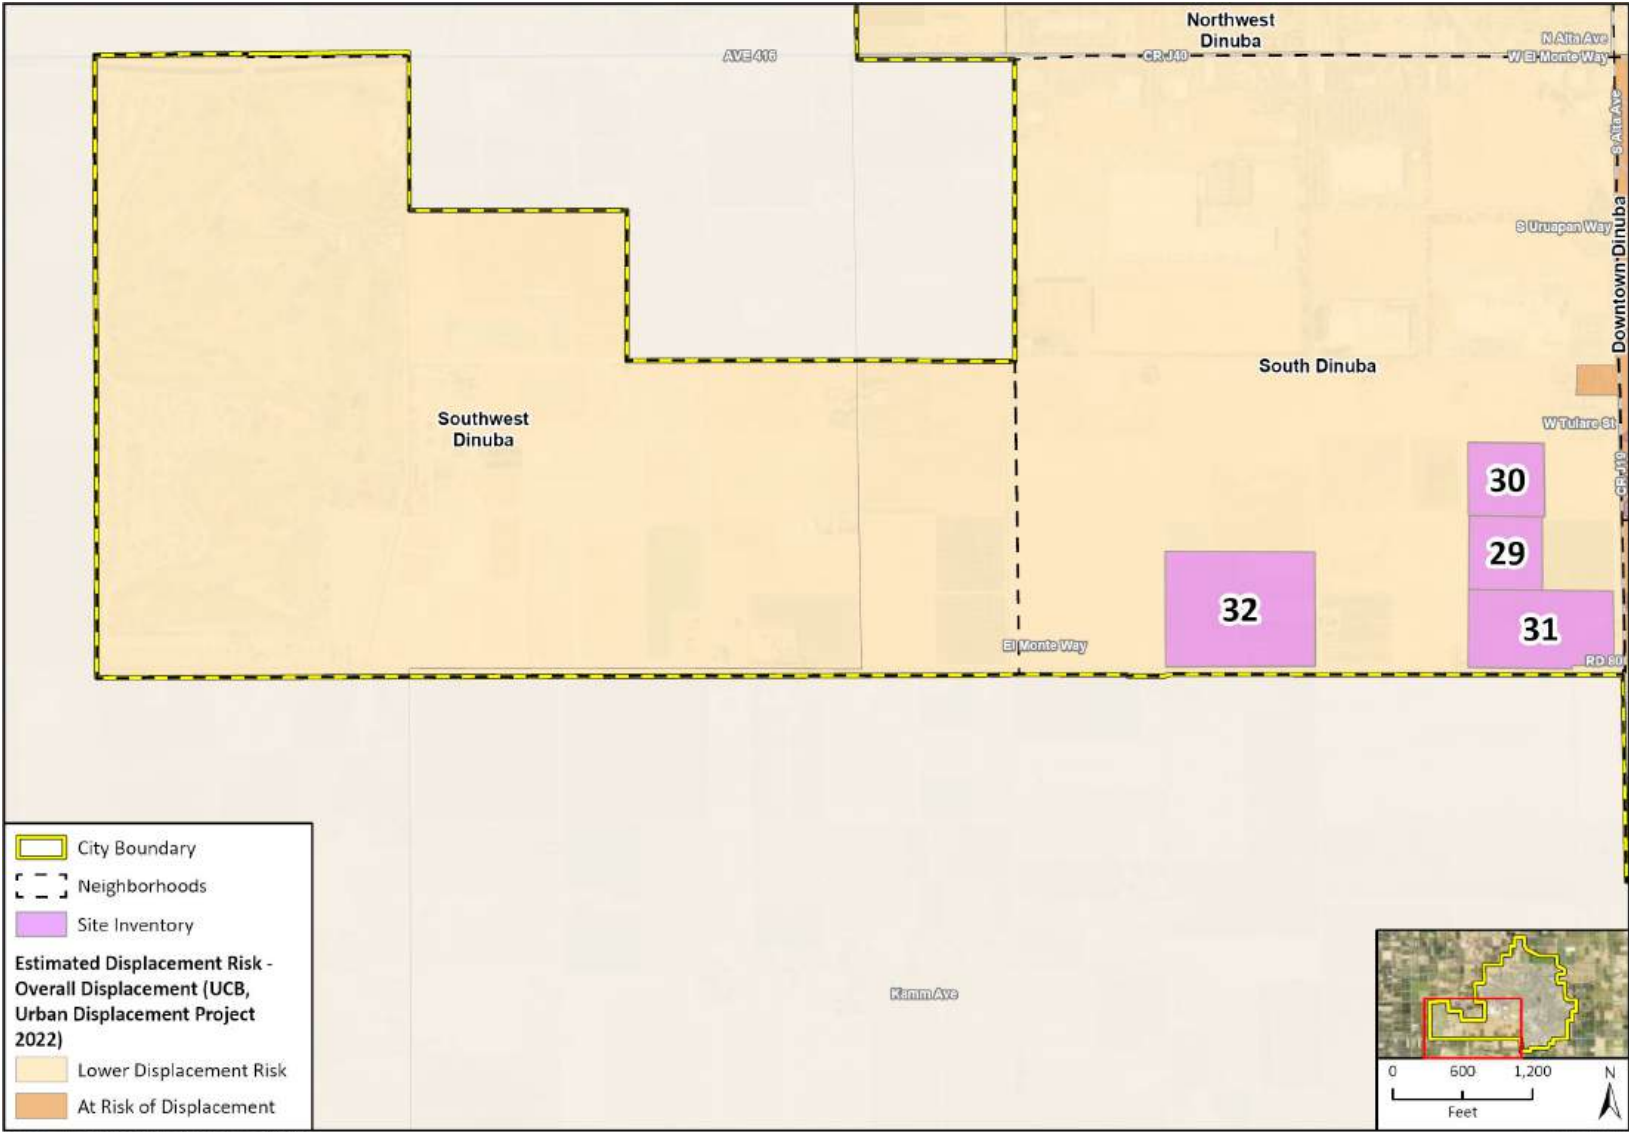 Northwest
Dinuba
N Alta Ave
AVE 416
CR J40
W El Monte Way
S Alta Ave
S Uruapan Way
Downtown Dinuba
South Dinuba
Southwest
Dinuba
W Tulare St
CR J19
30
29
32
31
El Monte Way
RD 80
Kamm Ave
City Boundary
Neighborhoods
Site Inventory
Estimated Displacement Risk -
Overall Displacement (UCB,
Urban Displacement Project
2022)
Lower Displacement Risk
At Risk of Displacement
0 600 1,200
Feet
N